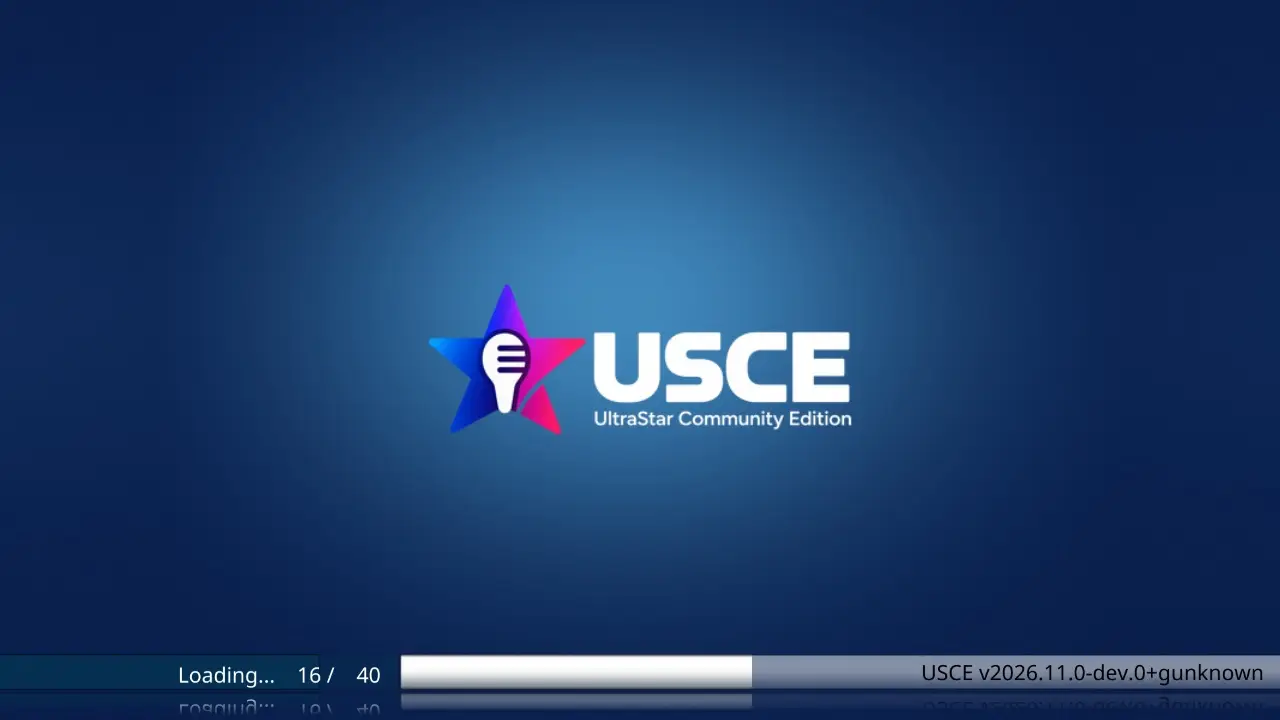 USCE
UltraStar Community Edition
Loading... 16 / 40
USCE v2026.11.0-dev.0+gunknown